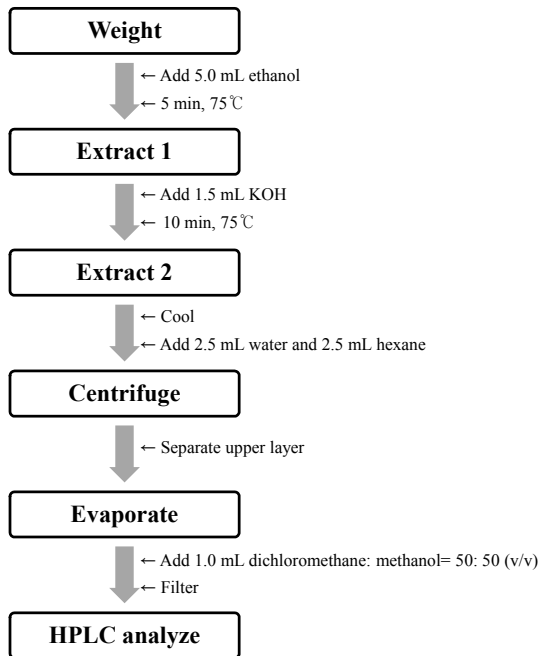 Weight
← Add 5.0 mL ethanol
← 5 min, 75℃
Extract 1
← Add 1.5 mL KOH
← 10 min, 75℃
Extract 2
← Cool
← Add 2.5 mL water and 2.5 mL hexane
Centrifuge
← Separate upper layer
Evaporate
← Add 1.0 mL dichloromethane: methanol= 50: 50 (v/v)
← Filter
HPLC analyze